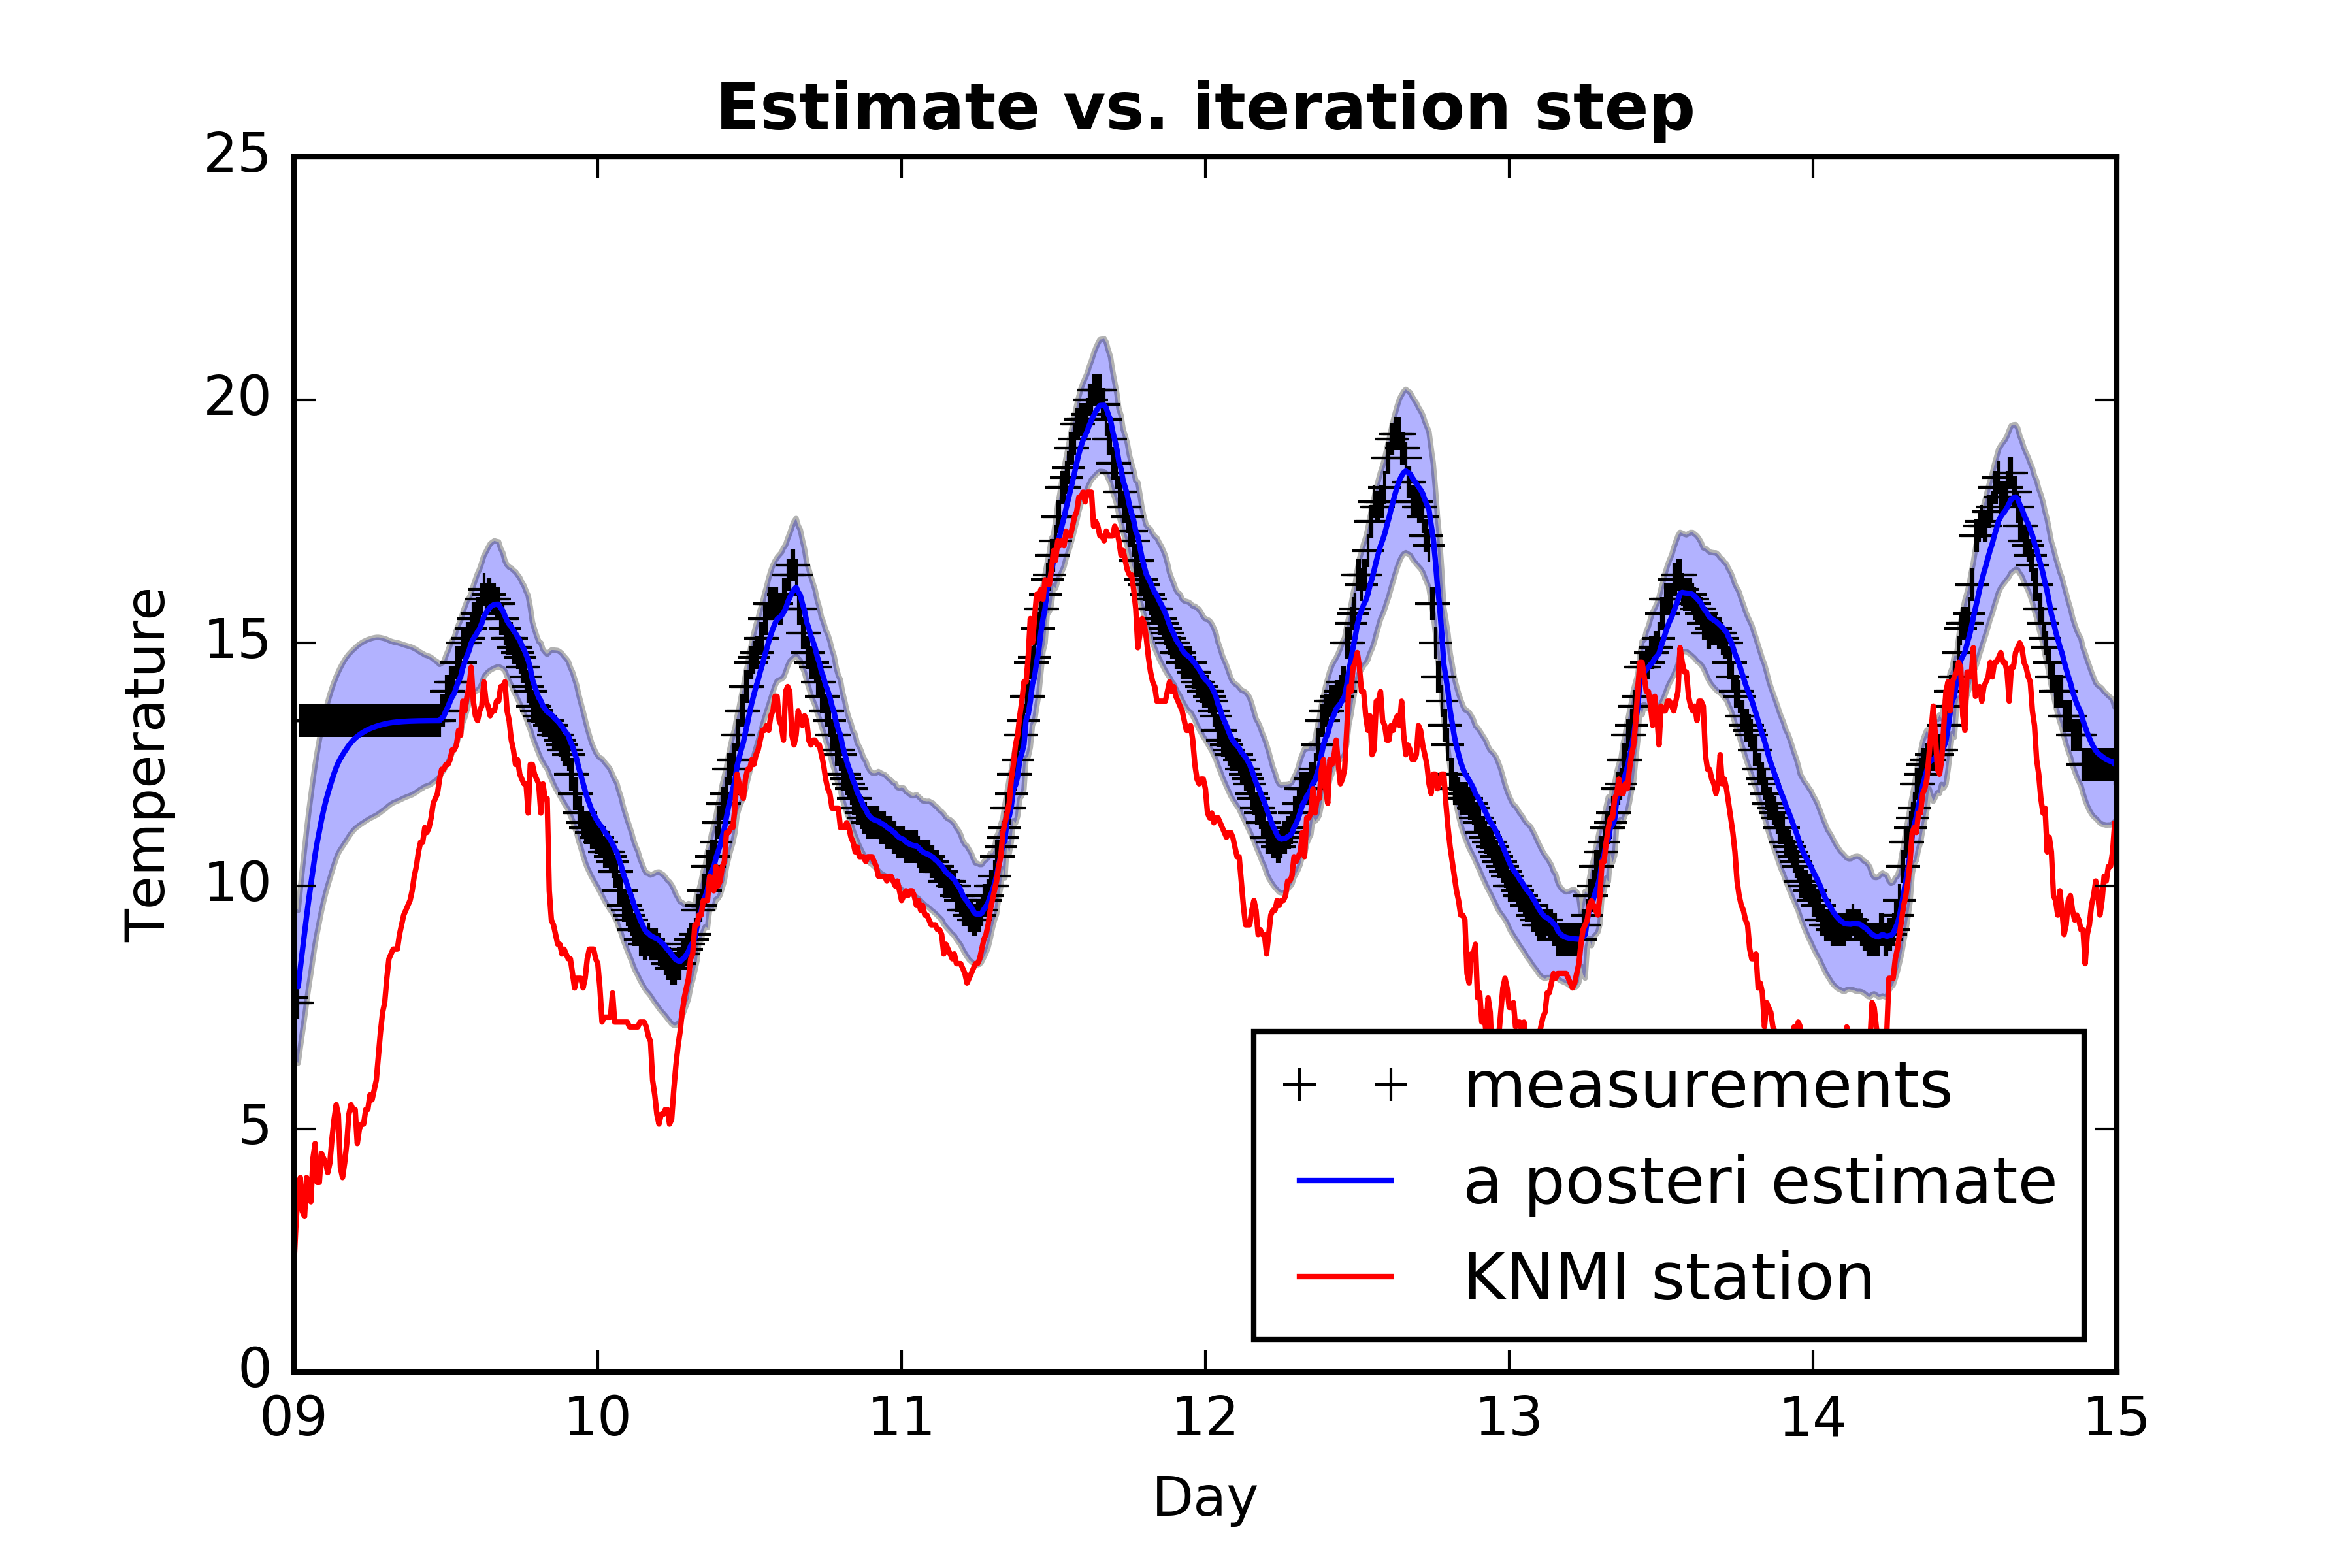 Estimate vs. iteration step
25
20
15
10
5
0
Temperature
09 10 11 12 13 14 15
Day
measurements
a posteri estimate
KNMI station